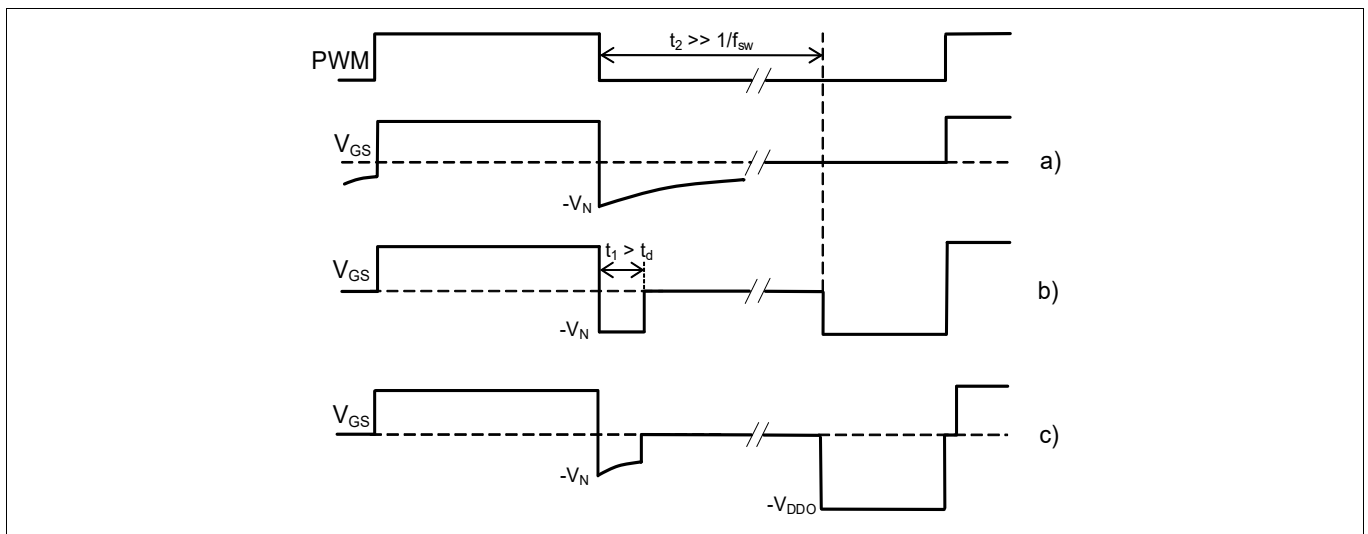 PWM
t₂ >> 1/fsw
VGS
-VN
a)
t₁ > td
VGS
-VN
b)
VGS
-VN
-VDDO
c)